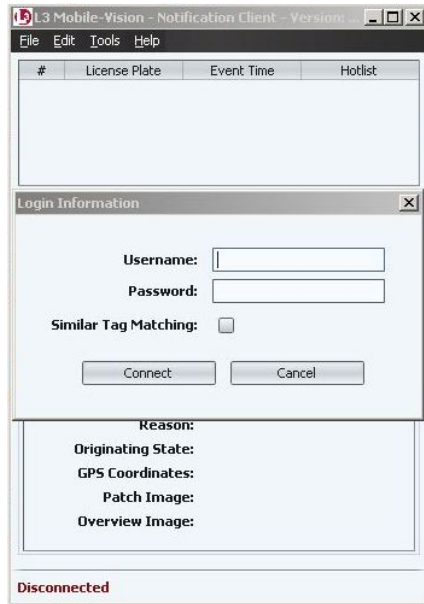 L3 Mobile-Vision - Notification Client - Version: ...
File Edit Tools Help
# License Plate Event Time Hotlist
Login Information
Username:
Password:
Similar Tag Matching:
Connect Cancel
Reason:
Originating State:
GPS Coordinates:
Patch Image:
Overview Image:
Disconnected